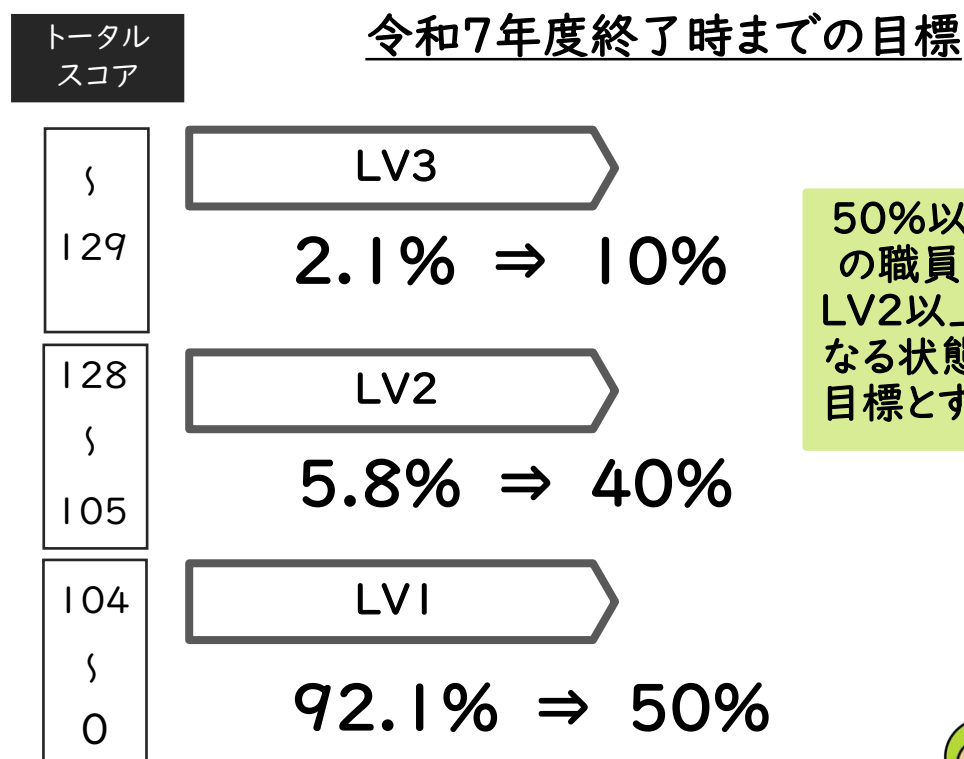 トータル
スコア
令和7年度終了時までの目標
〜
129
LV3
2.1% ⇒ 10%
128
〜
105
LV2
5.8% ⇒ 40%
104
〜
0
LV1
92.1% ⇒ 50%
50%以
の職員
LV2以上
なる状態
目標とす